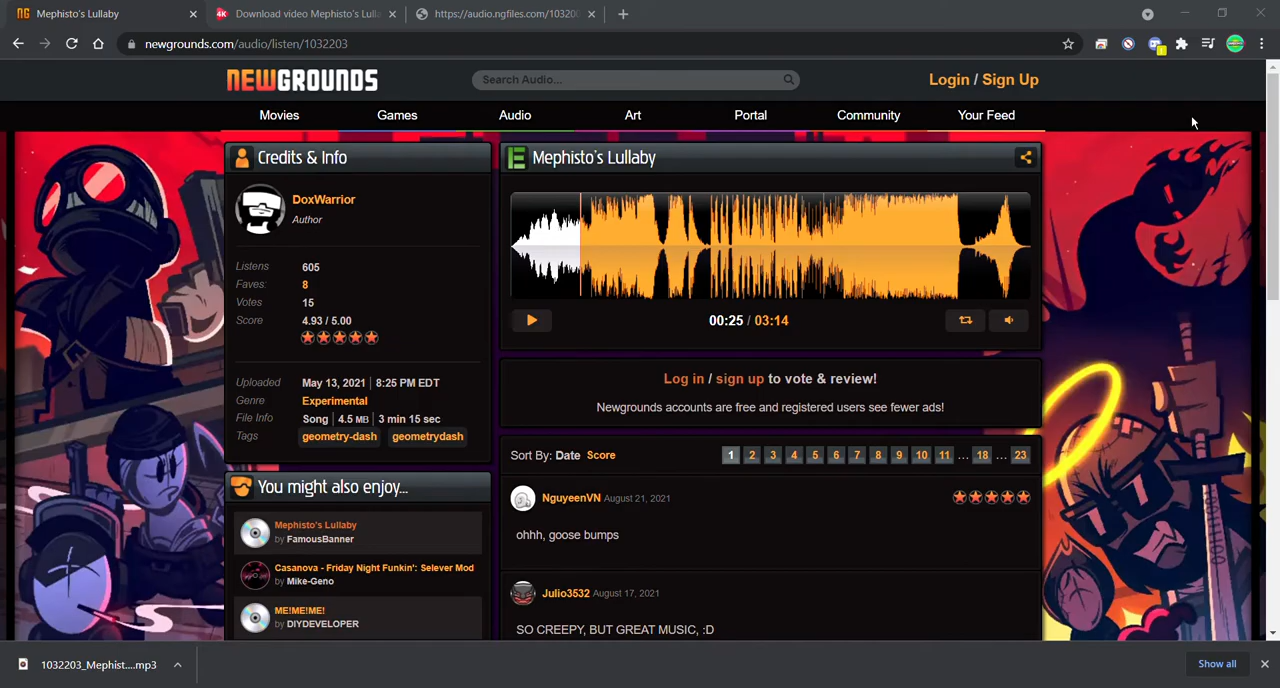 Mephisto's Lullaby
Download video Mephisto's Lulla
https://audio.ngfiles.com/103200
newgrounds.com/audio/listen/1032203
NEWGROUNDS
Search Audio...
Login / Sign Up
Movies Games Audio Art Portal Community Your Feed
Credits & Info
DoxWarrior
Author
Listens 605
Faves: 8
Votes 15
Score 4.93 / 5.00
Uploaded May 13, 2021 | 8:25 PM EDT
Genre Experimental
File Info Song | 4.5 MB | 3 min 15 sec
Tags geometry-dash geometrydash
You might also enjoy...
Mephisto's Lullaby
by FamousBanner
Casanova - Friday Night Funkin': Selever Mod
by Mike-Geno
ME!ME!ME!
by DIYDEVELOPER
Mephisto's Lullaby
00:25 / 03:14
Log in / sign up to vote & review!
Newgrounds accounts are free and registered users see fewer ads!
Sort By: Date Score
1 2 3 4 5 6 7 8 9 10 11 ... 18 ... 23
NguyeenVN August 21, 2021
ohhh, goose bumps
Julio3532 August 17, 2021
SO CREEPY, BUT GREAT MUSIC, :D
1032203_Mephist....mp3
Show all